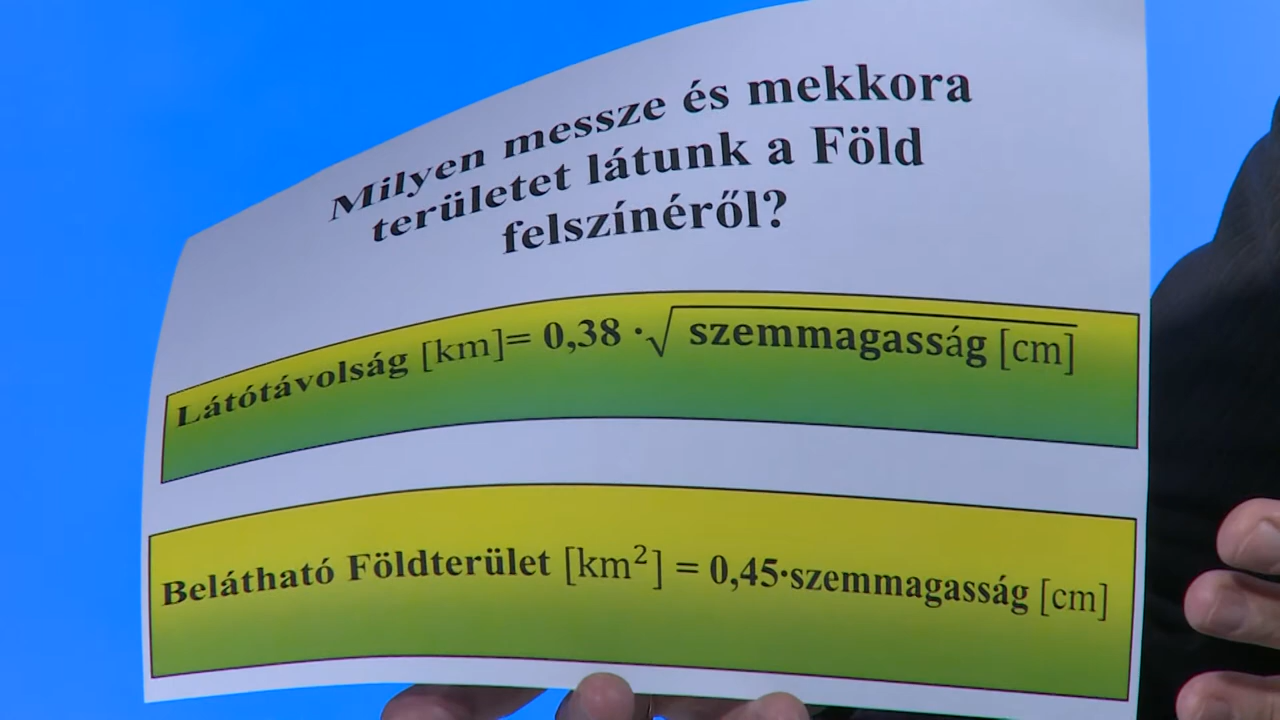 Milyen messze és mekkora
területet látunk a Föld
felszínéről?
Látótávolság [km]= 0,38 ·√ szemmagasság [cm]
Belátható Földterület [km²] = 0,45·szemmagasság [cm]